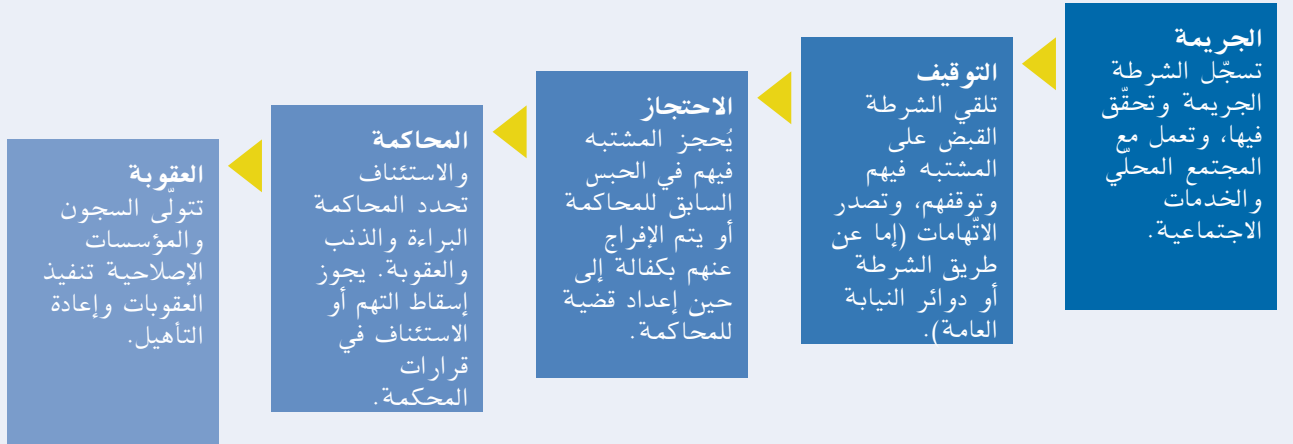 الجريمة
تسجّل الشرطة
الجريمة وتحقّق
فيها، وتعمل مع
المجتمع المحلّي
والخدمات
الاجتماعية.
التوقيف
تلقي الشرطة
القبض على
المشتبه فيهم
وتوقفهم، وتصدر
الاتّهامات (إما عن
طريق الشرطة
أو دوائر النيابة
العامة).
الاحتجاز
يُحجز المشتبه
فيهم في الحبس
السابق للمحاكمة
أو يتم الإفراج
عنهم بكفالة إلى
حين إعداد قضية
للمحاكمة.
المحاكمة
والاستئناف
تحدد المحاكمة
البراءة والذنب
والعقوبة. يجوز
إسقاط التهم أو
الاستئناف في
قرارات
المحكمة.
العقوبة
تتولّى السجون
والمؤسسات
الإصلاحية تنفيذ
العقوبات وإعادة
التأهيل.